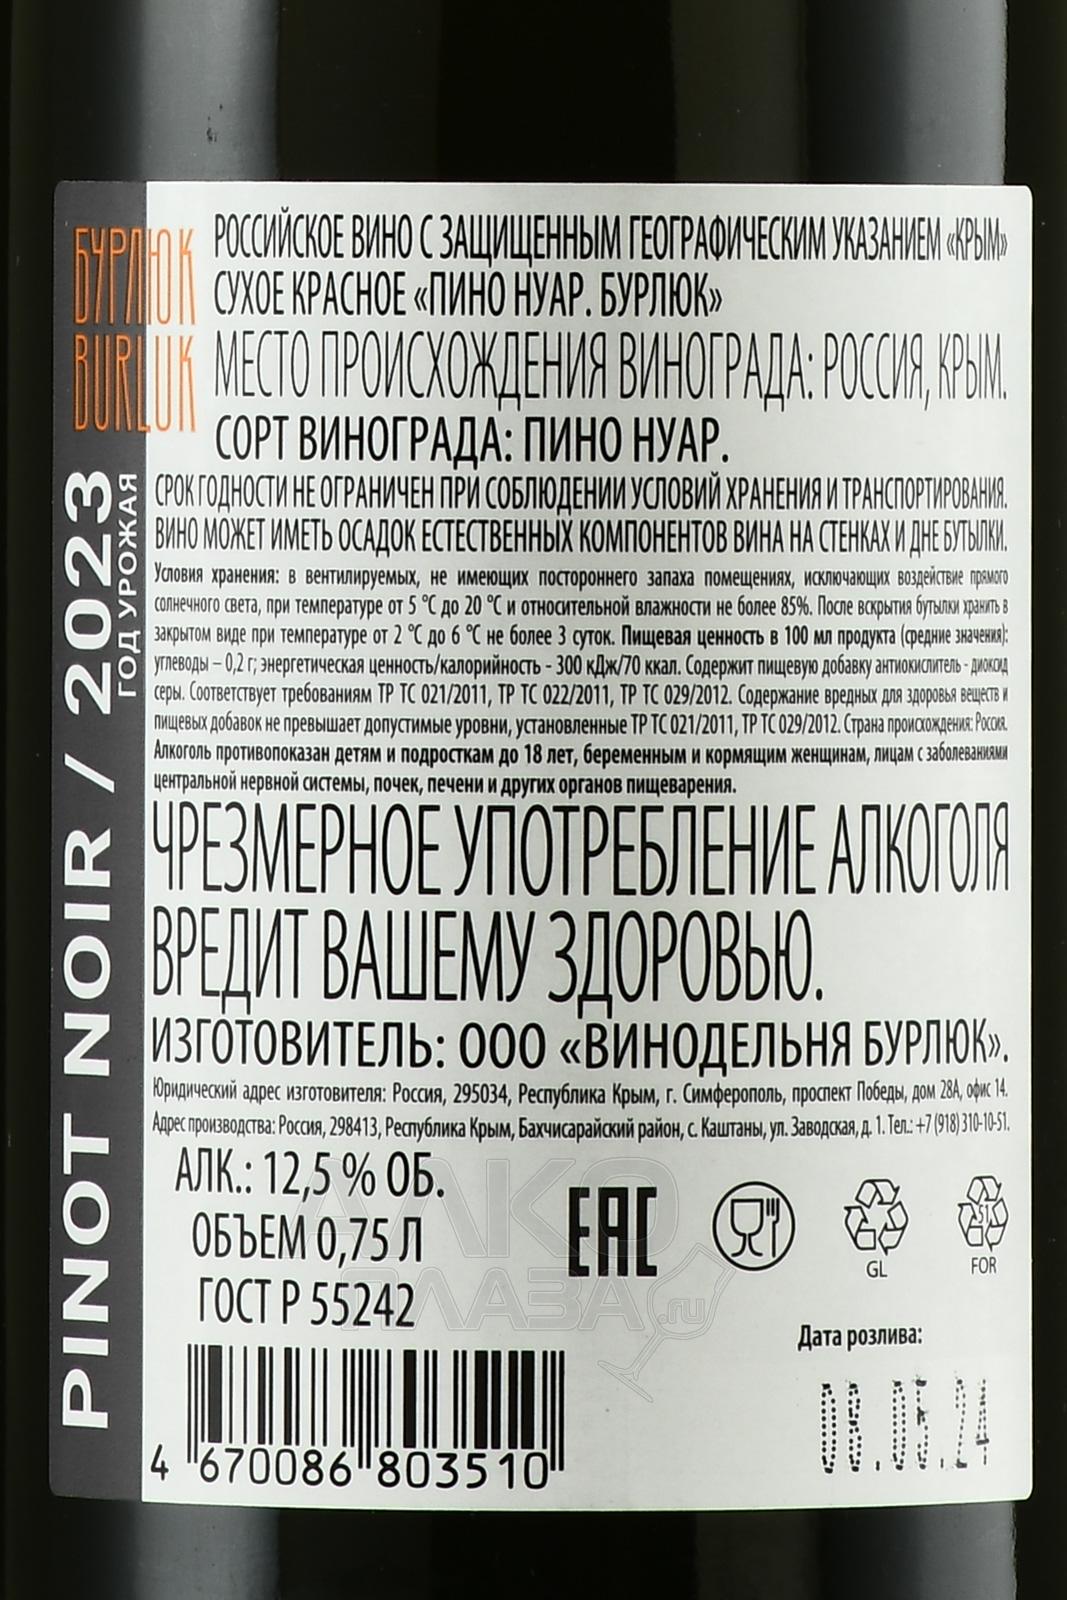 БУРЛЮК
BURLUK
PINOT NOIR / 2023
ГОД УРОЖАЯ
РОССИЙСКОЕ ВИНО С ЗАЩИЩЕННЫМ ГЕОГРАФИЧЕСКИМ УКАЗАНИЕМ «КРЫМ»
СУХОЕ КРАСНОЕ «ПИНО НУАР. БУРЛЮК»
МЕСТО ПРОИСХОЖДЕНИЯ ВИНОГРАДА: РОССИЯ, КРЫМ.
СОРТ ВИНОГРАДА: ПИНО НУАР.
СРОК ГОДНОСТИ НЕ ОГРАНИЧЕН ПРИ СОБЛЮДЕНИИ УСЛОВИЙ ХРАНЕНИЯ И ТРАНСПОРТИРОВАНИЯ.
ВИНО МОЖЕТ ИМЕТЬ ОСАДОК ЕСТЕСТВЕННЫХ КОМПОНЕНТОВ ВИНА НА СТЕНКАХ И ДНЕ БУТЫЛКИ.
Условия хранения: в вентилируемых, не имеющих постороннего запаха помещениях, исключающих воздействие прямого
солнечного света, при температуре от 5 °С до 20 °С и относительной влажности не более 85%. После вскрытия бутылки хранить в
закрытом виде при температуре от 2 °С до 6 °С не более 3 суток. Пищевая ценность в 100 мл продукта (средние значения):
углеводы – 0,2 г; энергетическая ценность/калорийность - 300 кДж/70 ккал. Содержит пищевую добавку антиокислитель - диоксид
серы. Соответствует требованиям ТР ТС 021/2011, ТР ТС 022/2011, ТР ТС 029/2012. Содержание вредных для здоровья веществ и
пищевых добавок не превышает допустимые уровни, установленные ТР ТС 021/2011, ТР ТС 029/2012. Страна происхождения: Россия.
Алкоголь противопоказан детям и подросткам до 18 лет, беременным и кормящим женщинам, лицам с заболеваниями
центральной нервной системы, почек, печени и других органов пищеварения.
ЧРЕЗМЕРНОЕ УПОТРЕБЛЕНИЕ АЛКОГОЛЯ
ВРЕДИТ ВАШЕМУ ЗДОРОВЬЮ.
ИЗГОТОВИТЕЛЬ: ООО «ВИНОДЕЛЬНЯ БУРЛЮК».
Юридический адрес изготовителя: Россия, 295034, Республика Крым, г. Симферополь, проспект Победы, дом 28А, офис 14.
Адрес производства: Россия, 298413, Республика Крым, Бахчисарайский район, с. Каштаны, ул. Заводская, д. 1. Тел.: +7 (918) 310-10-51.
АЛК.: 12,5 % ОБ.
ОБЪЕМ 0,75 Л
ГОСТ Р 55242
ЕАС
GL
51
FOR
АЛКО
ПЛАЗА.ru
Дата розлива:
08.05.24
4 670086 803510